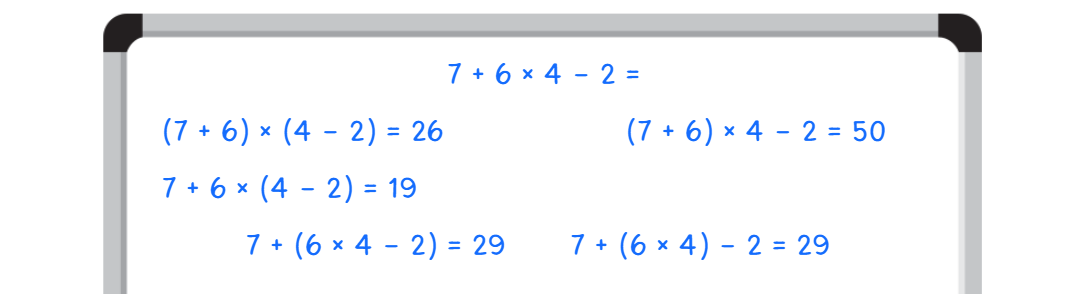 7 + 6 × 4 − 2 =
(7 + 6) × (4 − 2) = 26 (7 + 6) × 4 − 2 = 50
7 + 6 × (4 − 2) = 19
7 + (6 × 4 − 2) = 29 7 + (6 × 4) − 2 = 29